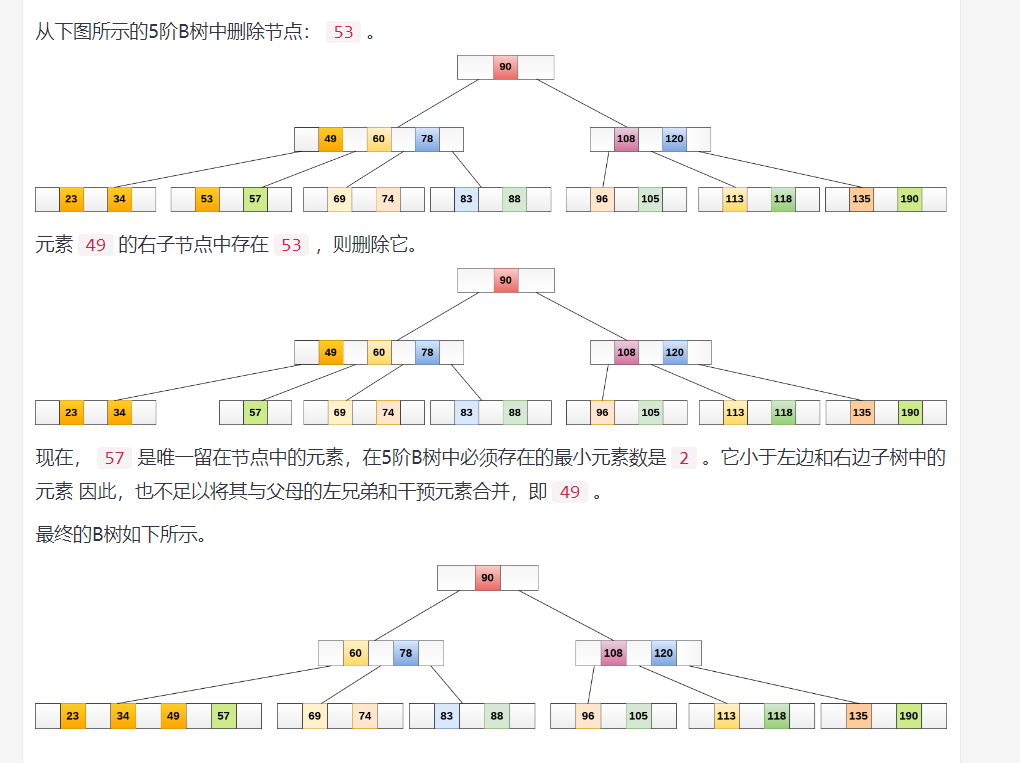 从下图所示的5阶B树中删除节点： 53 。
90
49 60 78 108 120
23 34 53 57 69 74 83 88 96 105 113 118 135 190
元素 49 的右子节点中存在 53 ，则删除它。
90
49 60 78 108 120
23 34 57 69 74 83 88 96 105 113 118 135 190
现在， 57 是唯一留在节点中的元素，在5阶B树中必须存在的最小元素数是 2 。它小于左边和右边子树中的
元素 因此，也不足以将其与父母的左兄弟和干预元素合并，即 49 。
最终的B树如下所示。
90
60 78 108 120
23 34 49 57 69 74 83 88 96 105 113 118 135 190